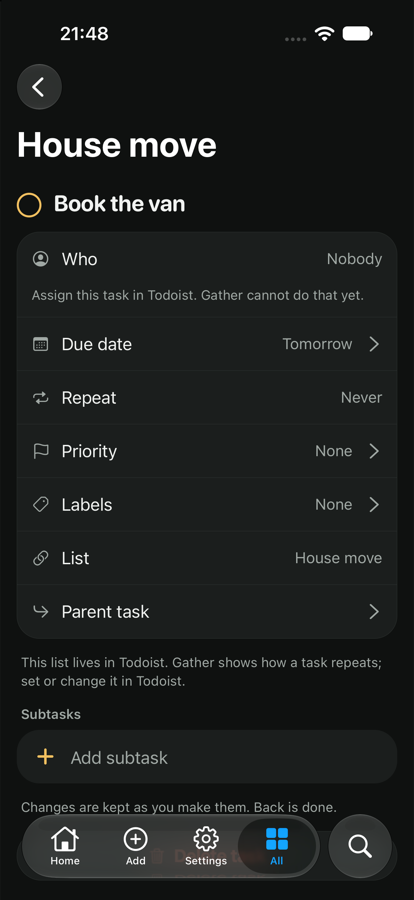 21:48
House move
Book the van
Who
Nobody
Assign this task in Todoist. Gather cannot do that yet.
Due date
Tomorrow
Repeat
Never
Priority
None
Labels
None
List
House move
Parent task
This list lives in Todoist. Gather shows how a task repeats;
set or change it in Todoist.
Subtasks
Add subtask
Changes are kept as you make them. Back is done.
Home
Add
Settings
All